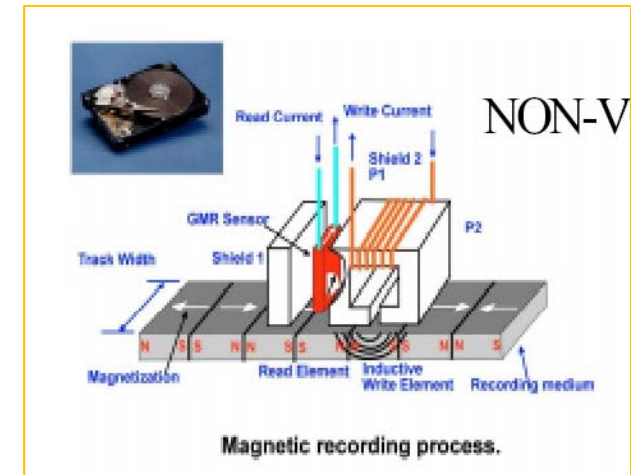 Read Current
Write Current
NON-V
Shield 2
P1
GMR Sensor
P2
Track Width
Shield 1
N S S N N S S N S S N N S
Magnetization
Read Element
Inductive
Write Element
Recording medium
Magnetic recording process.